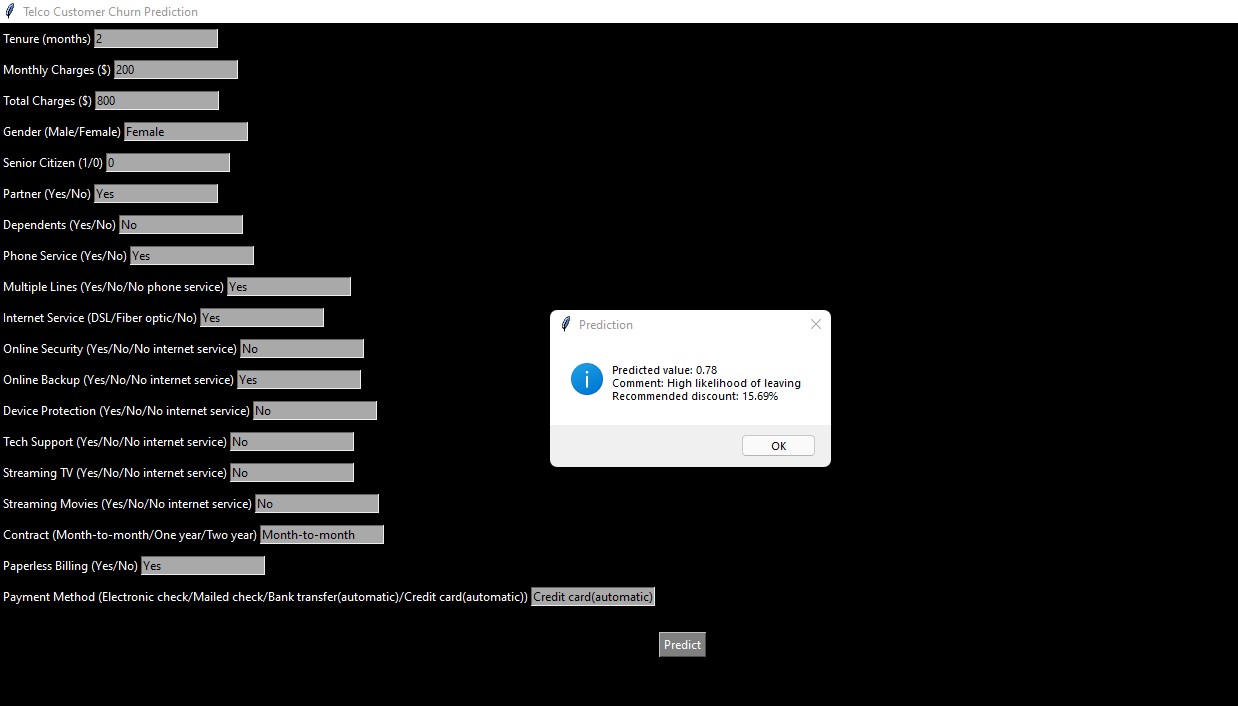 Telco Customer Churn Prediction
Tenure (months) 2
Monthly Charges ($) 200
Total Charges ($) 800
Gender (Male/Female) Female
Senior Citizen (1/0) 0
Partner (Yes/No) Yes
Dependents (Yes/No) No
Phone Service (Yes/No) Yes
Multiple Lines (Yes/No/No phone service) Yes
Internet Service (DSL/Fiber optic/No) Yes
Online Security (Yes/No/No internet service) No
Online Backup (Yes/No/No internet service) Yes
Device Protection (Yes/No/No internet service) No
Tech Support (Yes/No/No internet service) No
Streaming TV (Yes/No/No internet service) No
Streaming Movies (Yes/No/No internet service) No
Contract (Month-to-month/One year/Two year) Month-to-month
Paperless Billing (Yes/No) Yes
Payment Method (Electronic check/Mailed check/Bank transfer(automatic)/Credit card(automatic)) Credit card(automatic)
Predict
Prediction
Predicted value: 0.78
Comment: High likelihood of leaving
Recommended discount: 15.69%
OK